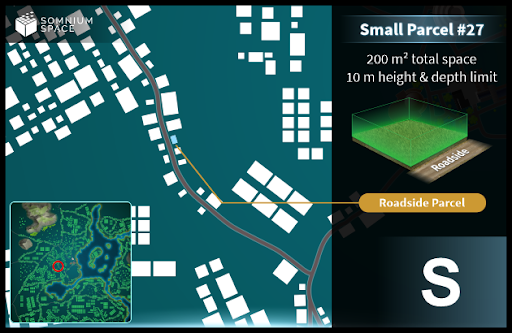 SOMNIUM
SPACE
Small Parcel #27
200 m² total space
10 m height & depth limit
Roadside
Roadside Parcel
S